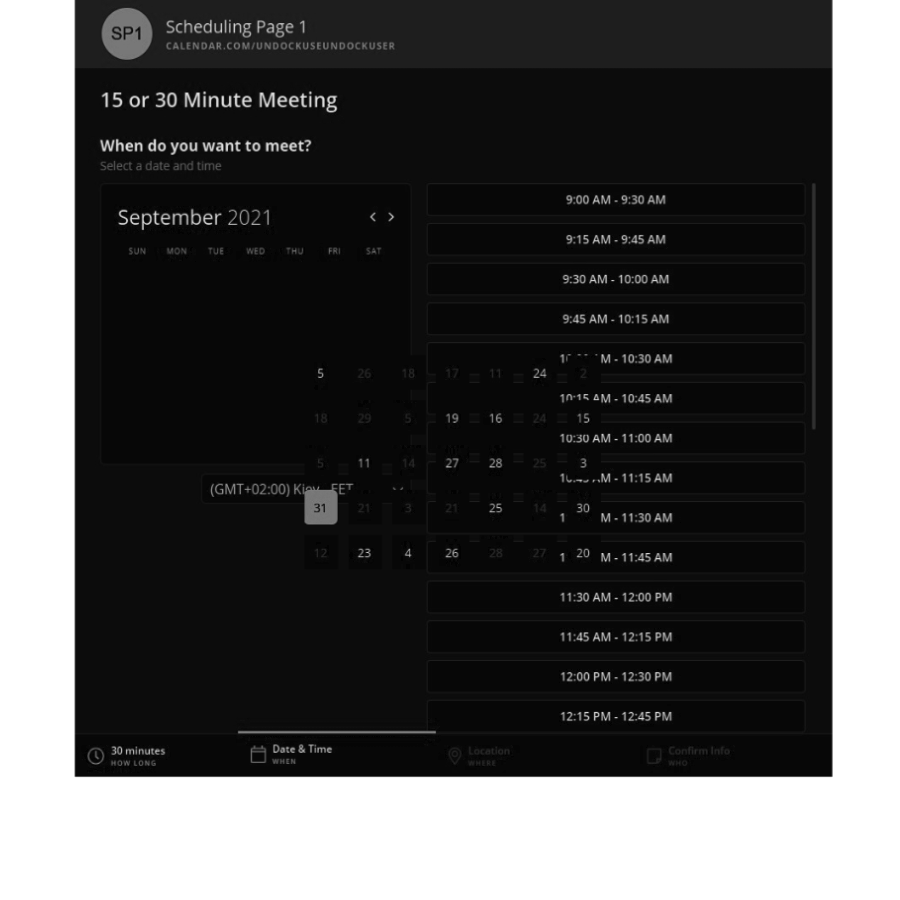 SP1
Scheduling Page 1
CALENDAR.COM/UNDOCKUSEUNDOCKUSER
15 or 30 Minute Meeting
When do you want to meet?
Select a date and time
September 2021
SUN MON TUE WED THU FRI SAT
5 26 18 17 11 24 2
18 29 5 19 16 24 15
5 11 14 27 28 25 3
31 21 3 21 25 14 30
12 23 4 26 28 27 20
(GMT+02:00) Kiev EET
9:00 AM - 9:30 AM
9:15 AM - 9:45 AM
9:30 AM - 10:00 AM
9:45 AM - 10:15 AM
M - 10:30 AM
10:15 AM - 10:45 AM
10:30 AM - 11:00 AM
M - 11:15 AM
M - 11:30 AM
M - 11:45 AM
11:30 AM - 12:00 PM
11:45 AM - 12:15 PM
12:00 PM - 12:30 PM
12:15 PM - 12:45 PM
30 minutes
HOW LONG
Date & Time
WHEN
Location
WHERE
Confirm Info
WHO